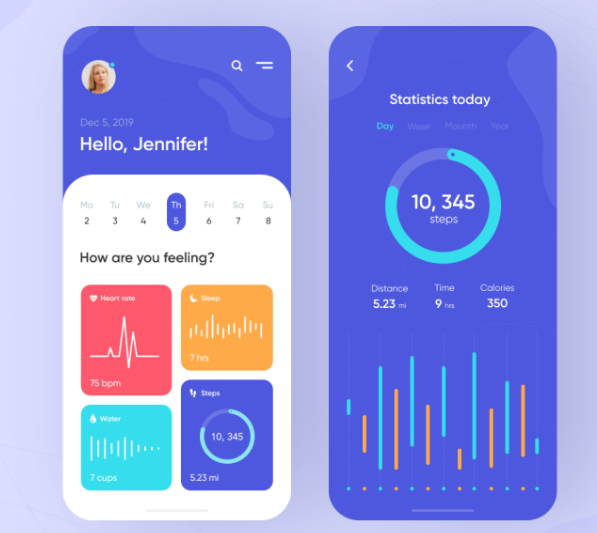 Dec 5, 2019
Hello, Jennifer!
Mo Tu We Th Fri Sa Su
2 3 4 5 6 7 8
How are you feeling?
Heart rate
75 bpm
Sleep
7 hrs
Water
7 cups
Steps
10, 345
5.23 mi
Statistics today
Day Week Mounth Year
10, 345
steps
Distance Time Calories
5.23 mi 9 hrs 350